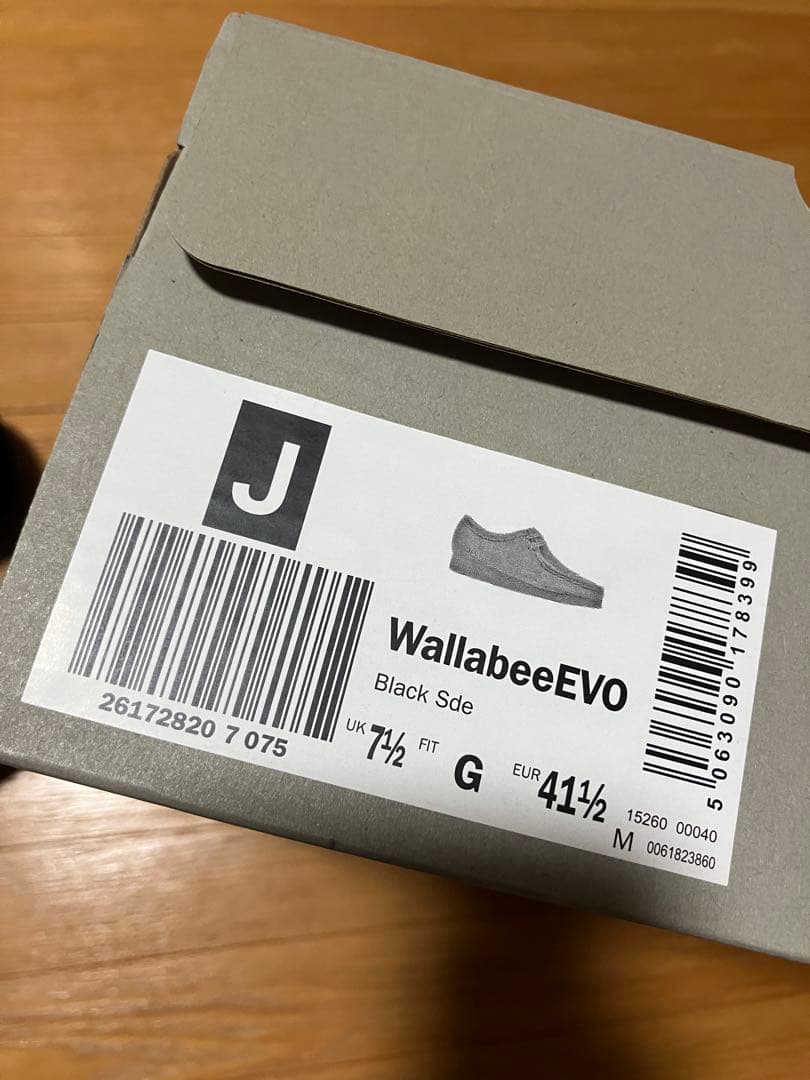 J
26172820 7 075
WallabeeEVO
Black Sde
UK 7½ FIT G EUR 41½
15260 00040
M 0061823860
5 063090 178399